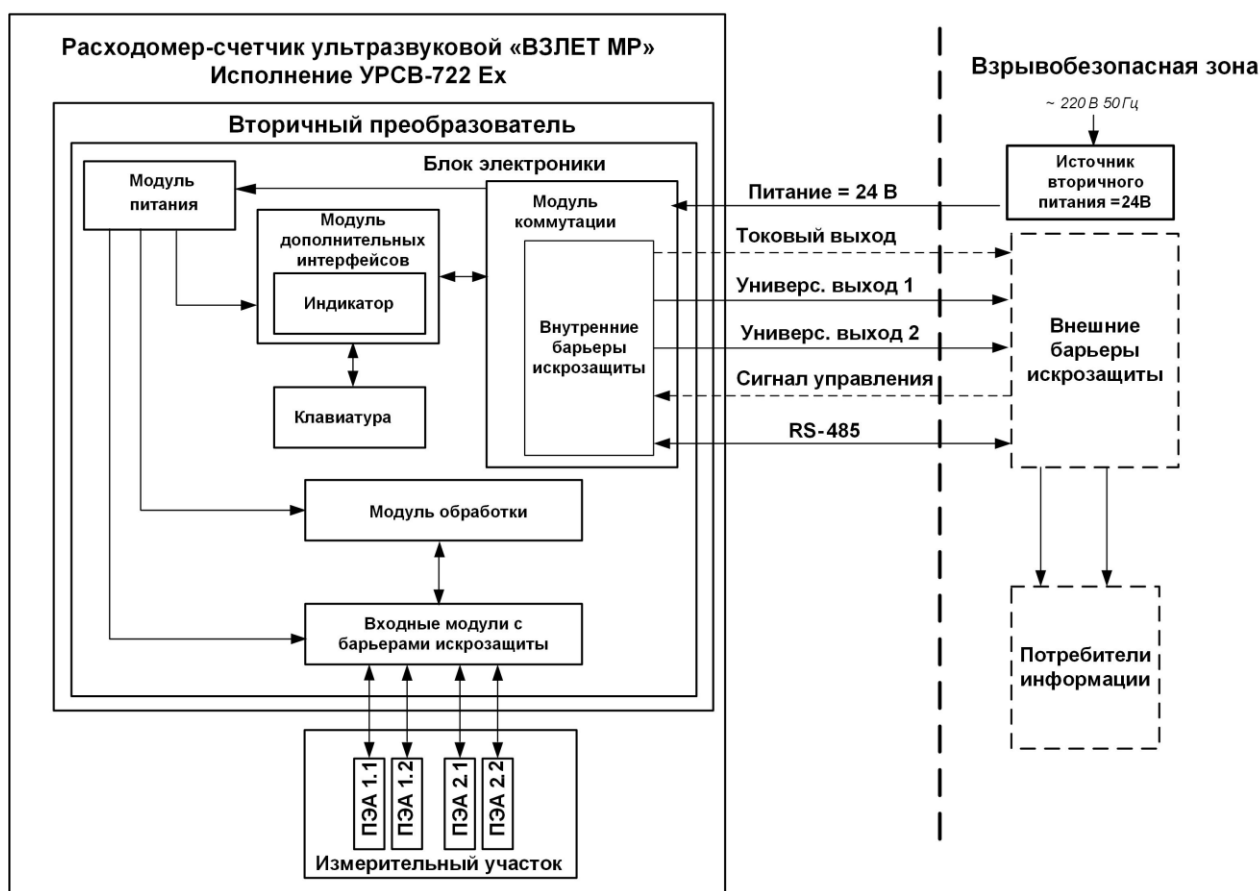 Расходомер-счетчик ультразвуковой «ВЗЛЕТ МР»
Исполнение УРСВ-722 Ех
Вторичный преобразователь
Блок электроники
Модуль
питания
Модуль
дополнительных
интерфейсов
Индикатор
Клавиатура
Модуль
коммутации
Внутренние
барьеры
искрозащиты
Модуль обработки
Входные модули с
барьерами искрозащиты
ПЭА 1.1
ПЭА 1.2
ПЭА 2.1
ПЭА 2.2
Измерительный участок
Питание = 24 В
Токовый выход
Универс. выход 1
Универс. выход 2
Сигнал управления
RS-485
Взрывобезопасная зона
~ 220 В 50 Гц
Источник
вторичного
питания =24В
Внешние
барьеры
искрозащиты
Потребители
информации